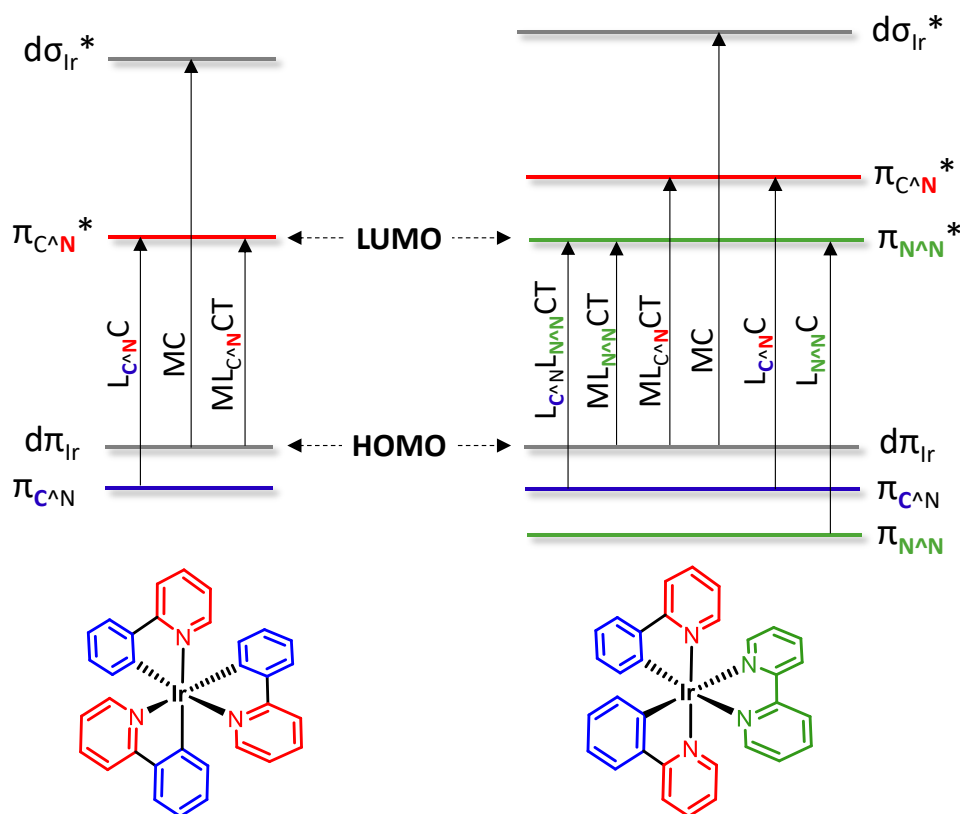 dσIr*
dσIr*
πC^N*
πC^N*
LUMO
πN^N*
LC^NC
MC
MLC^NCT
LC^NLN^NCT
MLN^NCT
MLC^NCT
MC
LC^NC
LN^NC
dπIr
HOMO
dπIr
πC^N
πC^N
πN^N
N
N
N
Ir
N
N
Ir
N
N